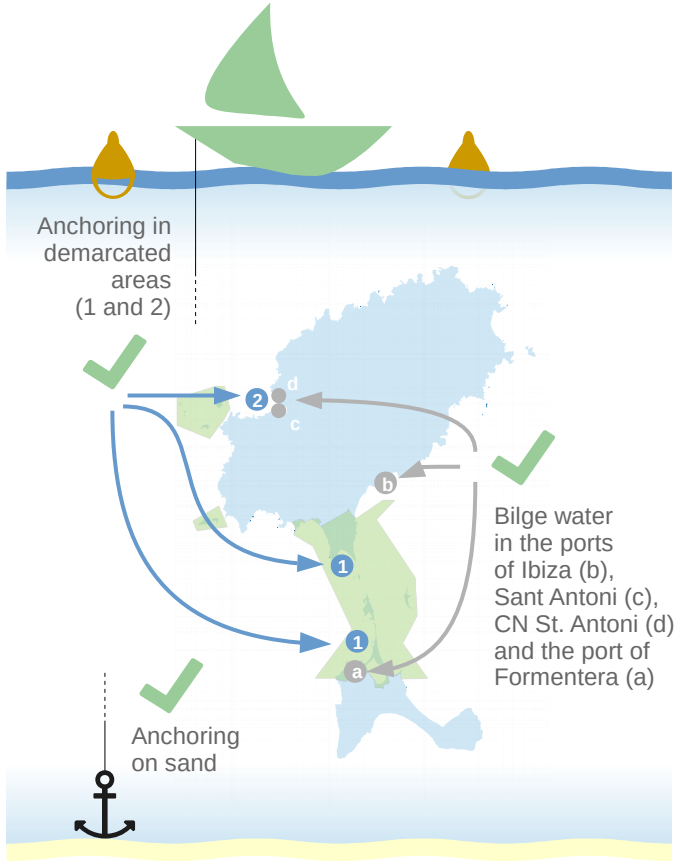 Anchoring in
demarcated
areas
(1 and 2)
d
2
c
b
Bilge water
in the ports
of Ibiza (b),
Sant Antoni (c),
CN St. Antoni (d)
and the port of
Formentera (a)
1
1
a
Anchoring
on sand